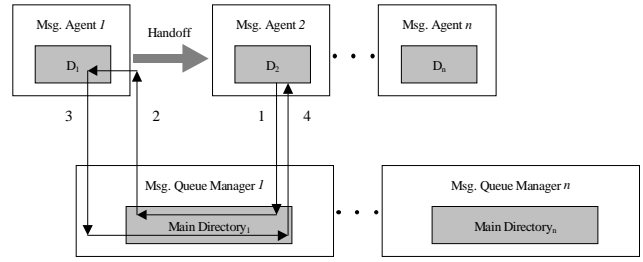 Msg. Agent 1
Handoff
Msg. Agent 2
Msg. Agent n
D1
D2
Dn
3
2
1
4
Msg. Queue Manager 1
Msg. Queue Manager n
Main Directory1
Main Directoryn